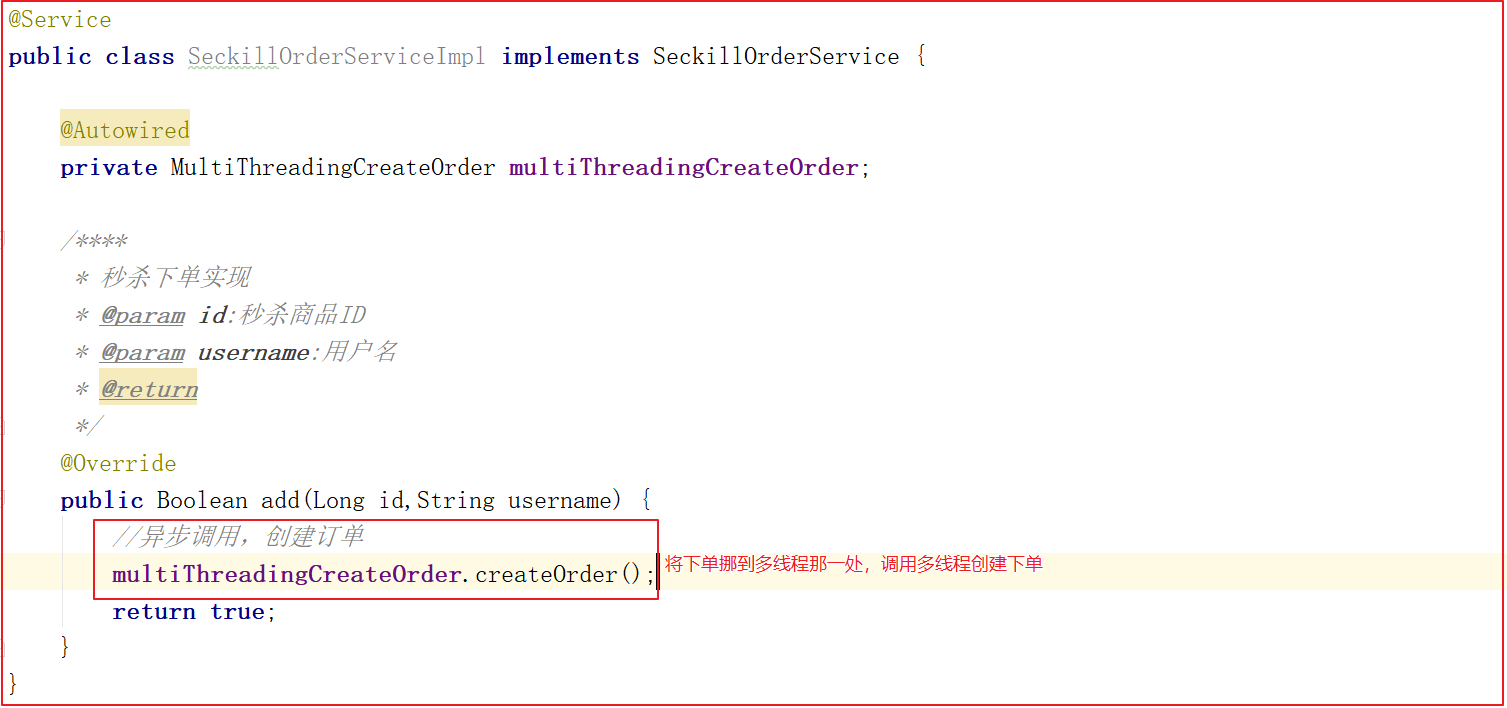 @Service
public class SeckillOrderServiceImpl implements SeckillOrderService {
@Autowired
private MultiThreadingCreateOrder multiThreadingCreateOrder;
/****
* 秒杀下单实现
* @param id:秒杀商品ID
* @param username:用户名
* @return
*/
@Override
public Boolean add(Long id,String username) {
//异步调用，创建订单
multiThreadingCreateOrder.createOrder(); 将下单挪到多线程那一处，调用多线程创建下单
return true;
}
}